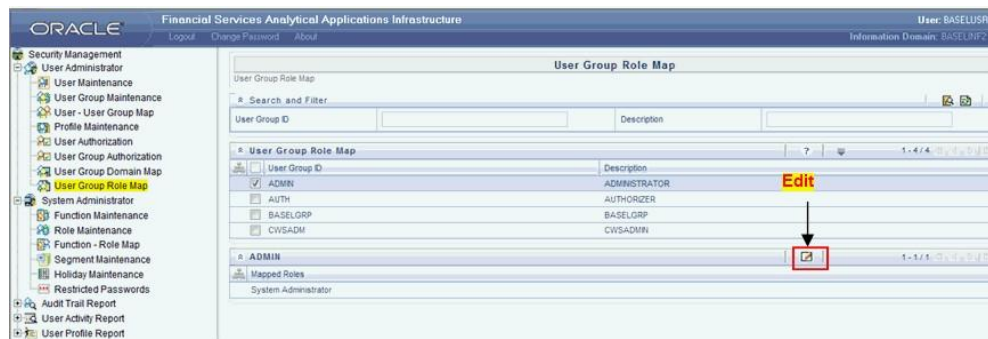 ORACLE
Financial Services Analytical Applications Infrastructure
User: BASELUSR
Logout Change Password About
Information Domain: BASELINF2
Security Management
User Administrator
User Maintenance
User Group Maintenance
User - User Group Map
Profile Maintenance
User Authorization
User Group Authorization
User Group Domain Map
User Group Role Map
System Administrator
Function Maintenance
Role Maintenance
Function - Role Map
Segment Maintenance
Holiday Maintenance
Restricted Passwords
Audit Trail Report
User Activity Report
User Profile Report
User Group Role Map
User Group Role Map
Search and Filter
User Group ID Description
User Group Role Map ? 1 - 4 / 4
User Group ID Description
ADMIN ADMINISTRATOR
AUTH AUTHORIZER
BASELGRP BASELGRP
CWSADM CWSADMIN
Edit
ADMIN 1 - 1 / 1
Mapped Roles
System Administrator